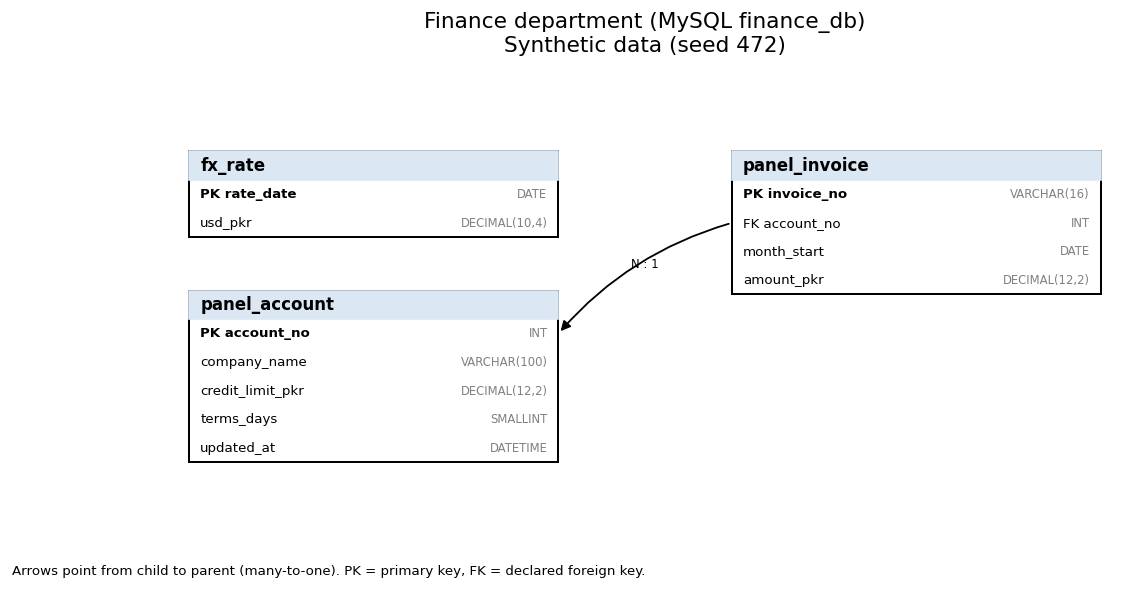 Finance department (MySQL finance_db)
Synthetic data (seed 472)
fx_rate
PK rate_date DATE
usd_pkr DECIMAL(10,4)
panel_invoice
PK invoice_no VARCHAR(16)
FK account_no INT
month_start DATE
amount_pkr DECIMAL(12,2)
N : 1
panel_account
PK account_no INT
company_name VARCHAR(100)
credit_limit_pkr DECIMAL(12,2)
terms_days SMALLINT
updated_at DATETIME
Arrows point from child to parent (many-to-one). PK = primary key, FK = declared foreign key.